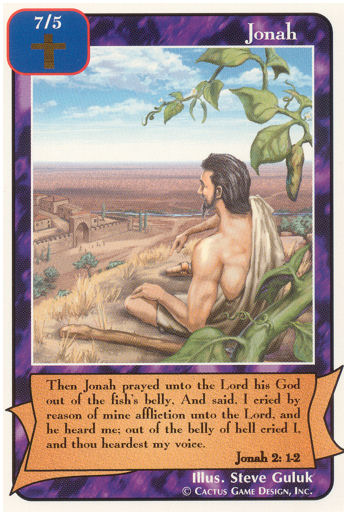 7/5
Jonah
Then Jonah prayed unto the Lord his God
out of the fish's belly, And said, I cried by
reason of mine affliction unto the Lord, and
he heard me; out of the belly of hell cried I,
and thou heardest my voice.
Jonah 2: 1-2
Illus. Steve Guluk
© CACTUS GAME DESIGN, INC.